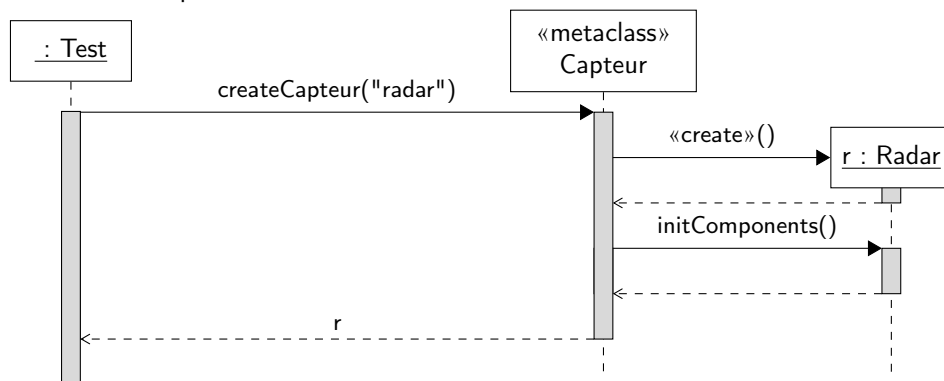 : Test
«metaclass»
Capteur
createCapteur("radar")
«create»()
r : Radar
initComponents()
r